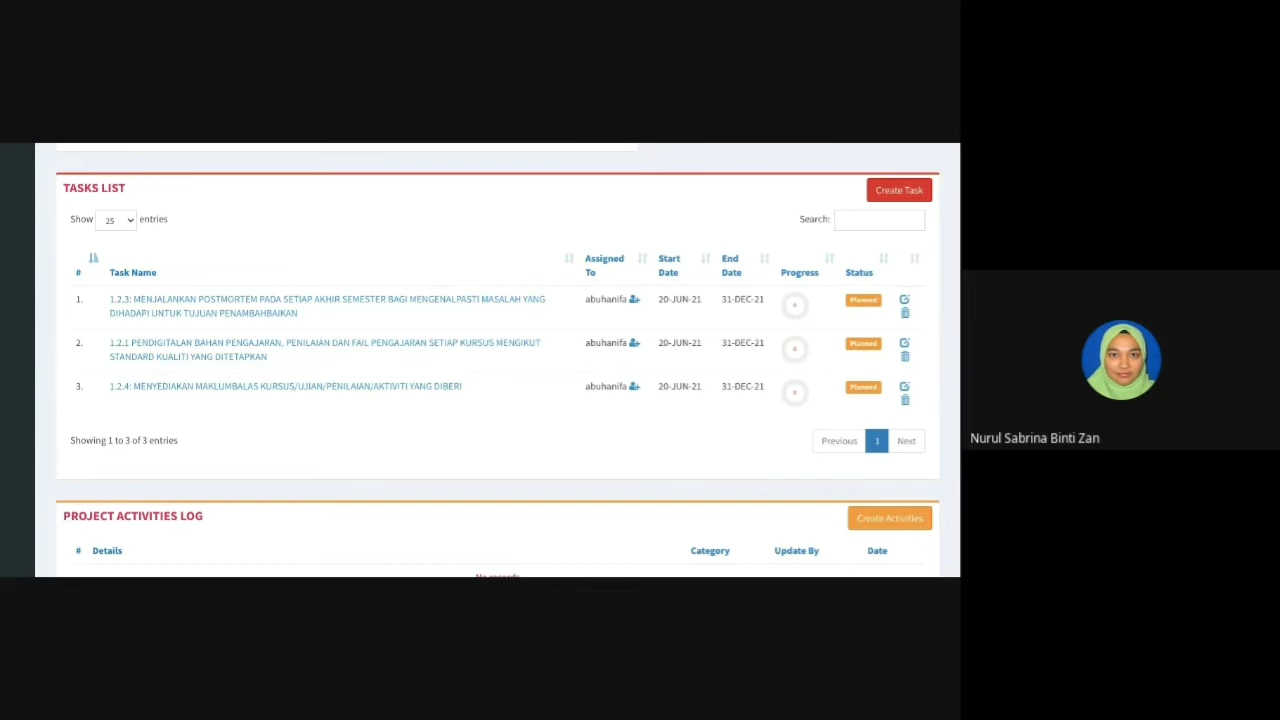 TASKS LIST
Create Task
Show 25 entries
Search:
# Task Name Assigned To Start Date End Date Progress Status
1. 1.2.3: MENJALANKAN POSTMORTEM PADA SETIAP AKHIR SEMESTER BAGI MENGENALPASTI MASALAH YANG abuhanifa 20-JUN-21 31-DEC-21 0 Planned
DIHADAPI UNTUK TUJUAN PENAMBAHBAIKAN
2. 1.2.1 PENDIGITALAN BAHAN PENGAJARAN, PENILAIAN DAN FAIL PENGAJARAN SETIAP KURSUS MENGIKUT abuhanifa 20-JUN-21 31-DEC-21 0 Planned
STANDARD KUALITI YANG DITETAPKAN
3. 1.2.4: MENYEDIAKAN MAKLUMBALAS KURSUS/UJIAN/PENILAIAN/AKTIVITI YANG DIBERI abuhanifa 20-JUN-21 31-DEC-21 0 Planned
Showing 1 to 3 of 3 entries
Previous 1 Next
PROJECT ACTIVITIES LOG
Create Activities
# Details Category Update By Date
No records
Nurul Sabrina Binti Zan